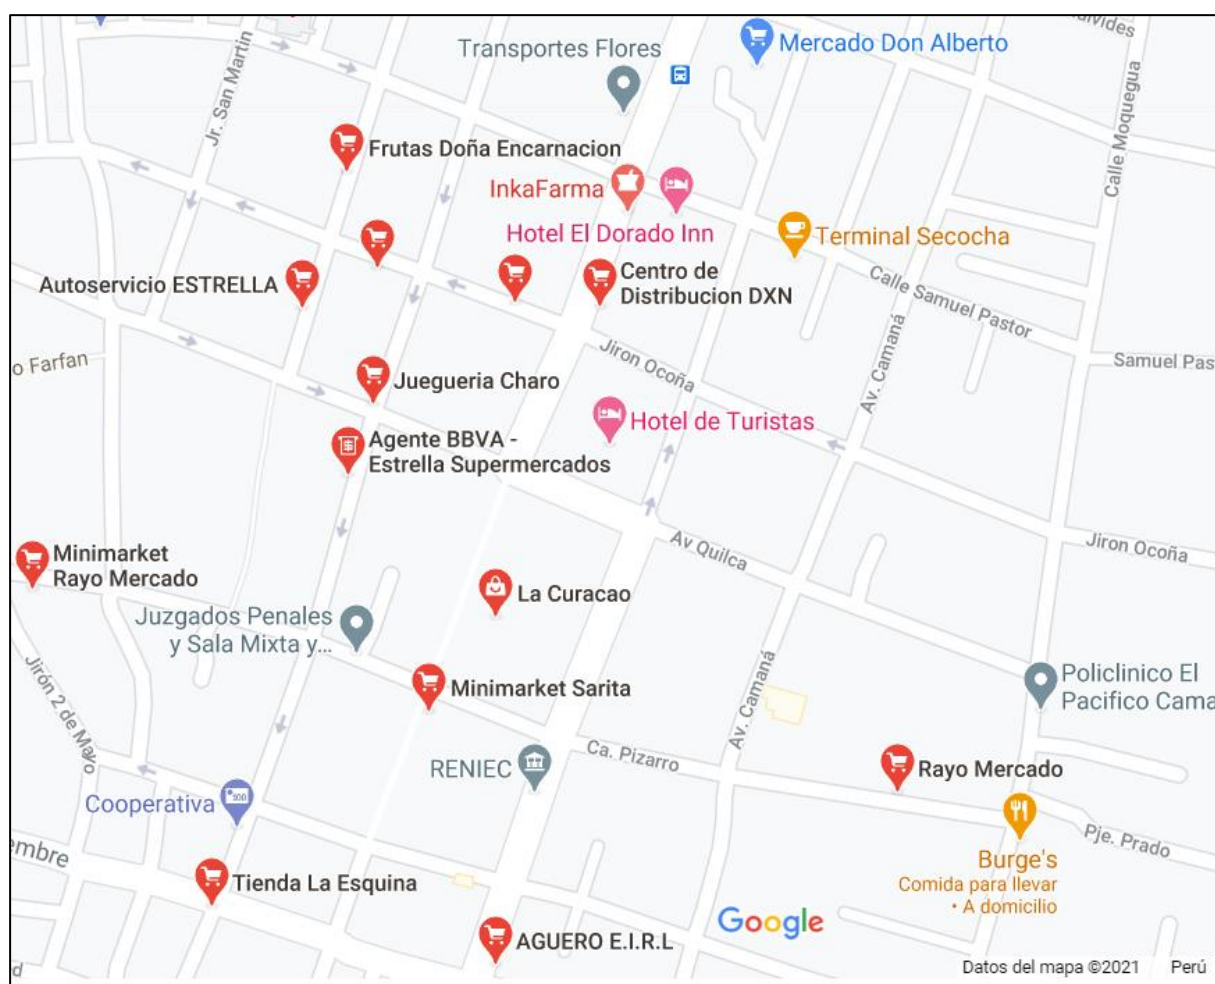 Transportes Flores
Mercado Don Alberto
Jr. San Martin
Calle Moquegua
Frutas Doña Encarnacion
InkaFarma
Hotel El Dorado Inn
Terminal Secocha
Autoservicio ESTRELLA
Centro de
Distribucion DXN
Calle Samuel Pastor
Jiron Ocoña
Av. Camaná
o Farfan
Samuel Pas
Juegueria Charo
Hotel de Turistas
Agente BBVA -
Estrella Supermercados
Av Quilca
Jiron Ocoña
Minimarket
Rayo Mercado
La Curacao
Juzgados Penales
y Sala Mixta y...
Minimarket Sarita
Av. Camaná
Policlinico El
Pacifico Cama
Jirón 2 de Mayo
Ca. Pizarro
RENIEC
Rayo Mercado
Cooperativa
Pje. Prado
embre
Burge's
Comida para llevar
• A domicilio
Tienda La Esquina
Google
AGUERO E.I.R.L
Datos del mapa ©2021 Perú